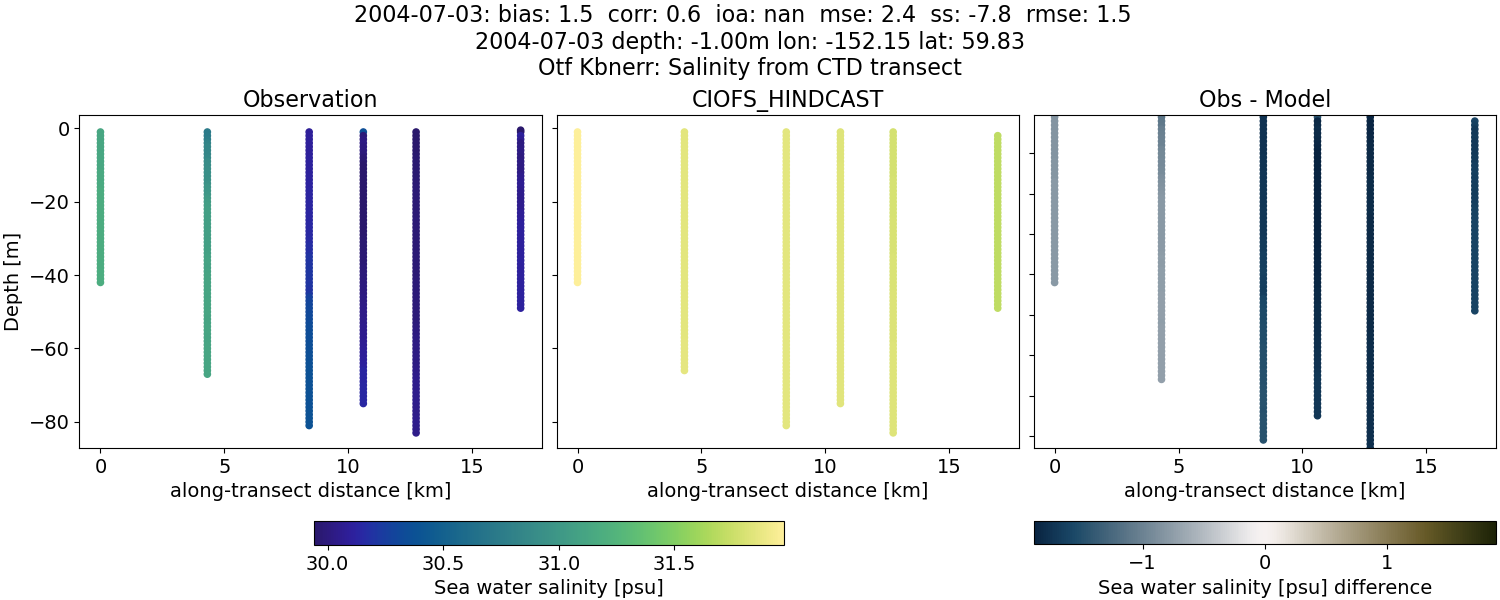 2004-07-03: bias: 1.5  corr: 0.6  ioa: nan  mse: 2.4  ss: -7.8  rmse: 1.5
2004-07-03 depth: -1.00m lon: -152.15 lat: 59.83
Otf Kbnerr: Salinity from CTD transect
Observation
CIOFS_HINDCAST
Obs - Model
Depth [m]
0
−20
−40
−60
−80
0 5 10 15
0 5 10 15
0 5 10 15
along-transect distance [km]
along-transect distance [km]
along-transect distance [km]
30.0 30.5 31.0 31.5
Sea water salinity [psu]
−1 0 1
Sea water salinity [psu] difference